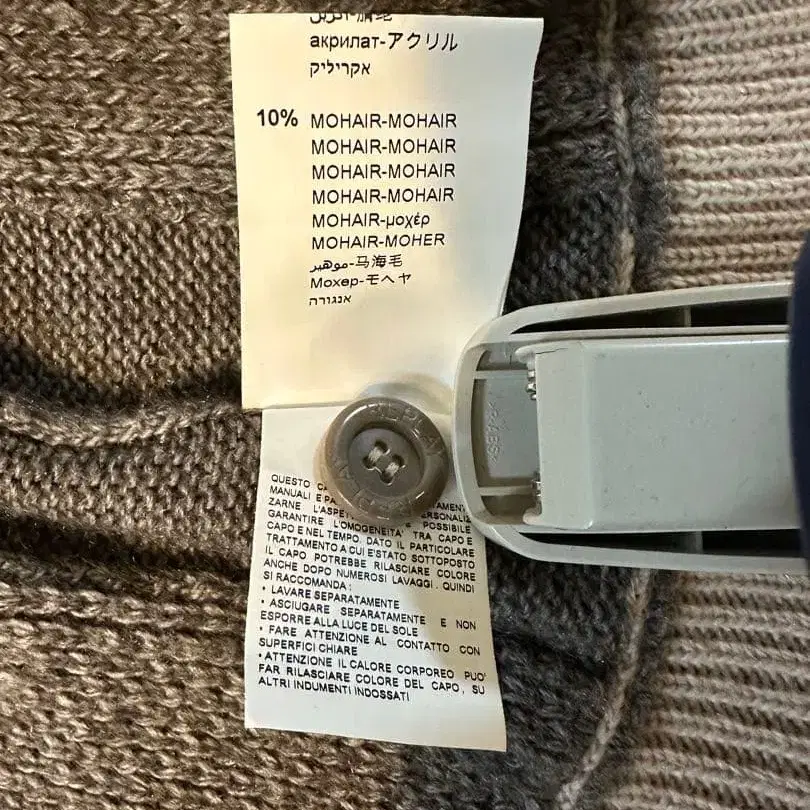 акрилат-アクリル
אקריליק
10% MOHAIR-MOHAIR
MOHAIR-MOHAIR
MOHAIR-MOHAIR
MOHAIR-MOHAIR
MOHAIR-μοχέρ
MOHAIR-MOHER
موهير-马海毛
Мохер-モヘヤ
אנגורה
REPLAY
QUESTO
MANUALI E
ZARNE L'ASPET
GARANTIRE L'OMOGENEITA' TRA CAPO E
CAPO E NEL TEMPO. DATO IL PARTICOLARE
TRATTAMENTO A CUI E'STATO SOTTOPOSTO
IL CAPO POTREBBE RILASCIARE COLORE
ANCHE DOPO NUMEROSI LAVAGGI. QUINDI
SI RACCOMANDA:
• LAVARE SEPARATAMENTE
• ASCIUGARE SEPARATAMENTE E NON
ESPORRE ALLA LUCE DEL SOLE
• FARE ATTENZIONE AL CONTATTO CON
SUPERFICI CHIARE
•ATTENZIONE IL CALORE CORPOREO PUO'
FAR RILASCIARE COLORE DEL CAPO, SU
ALTRI INDUMENTI INDOSSATI
>P-ABS<